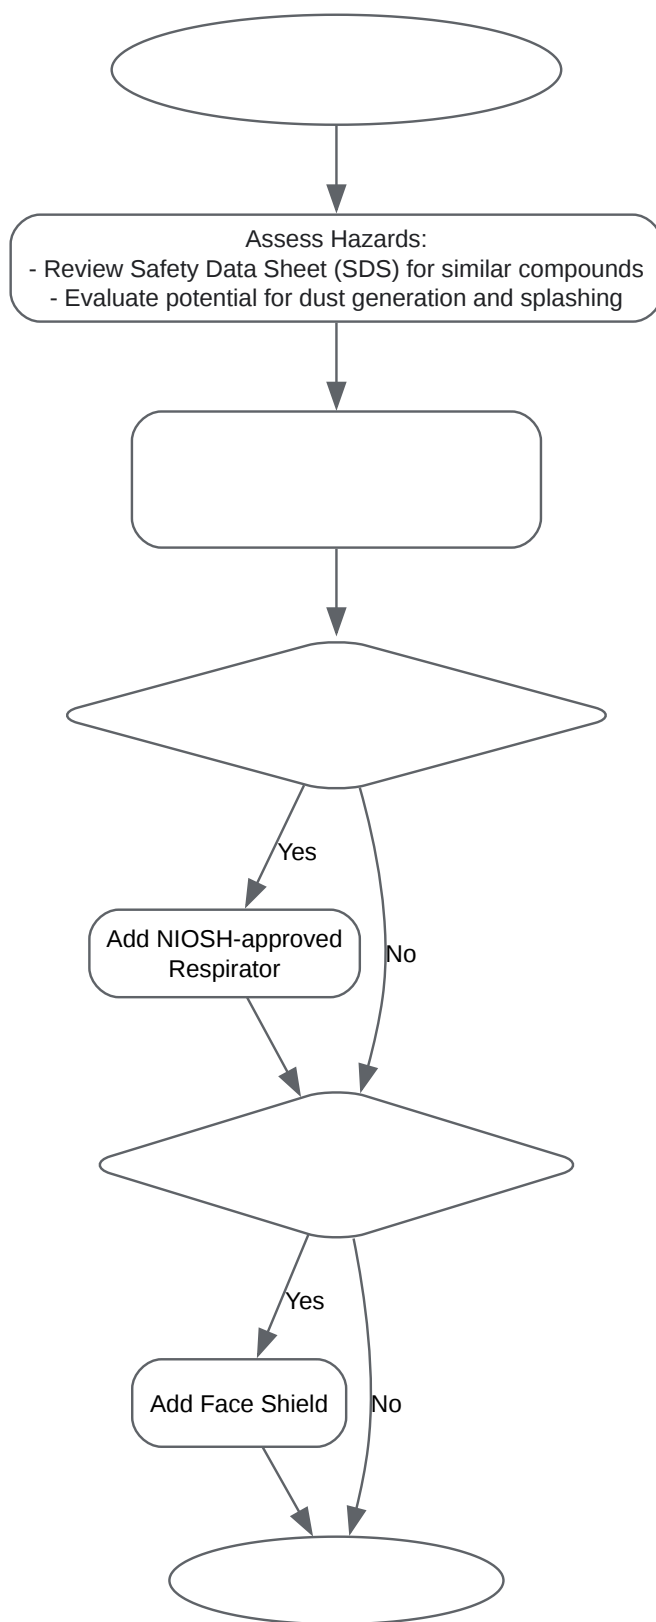 Assess Hazards:
- Review Safety Data Sheet (SDS) for similar compounds
- Evaluate potential for dust generation and splashing
Yes
Add NIOSH-approved
Respirator
No
Yes
Add Face Shield
No